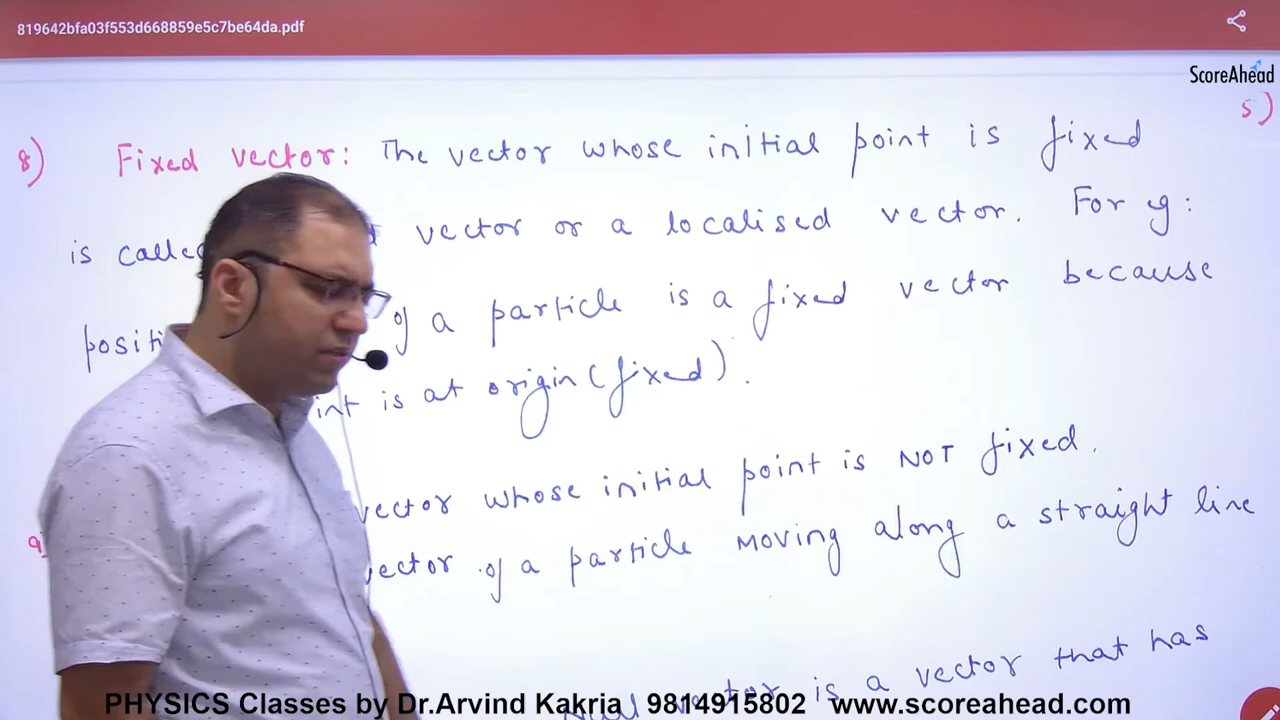 819642bfa03f553d668859e5c7be64da.pdf
ScoreAhead
5)
8) Fixed vector: The vector whose initial point is fixed
is called vector or a localised vector. For eg:
of a particle is a fixed vector because
is at origin (fixed).
vector whose initial point is NOT fixed.
9) vector of a particle moving along a straight line
vector is a vector that has
PHYSICS Classes by Dr.Arvind Kakria 9814915802 www.scoreahead.com